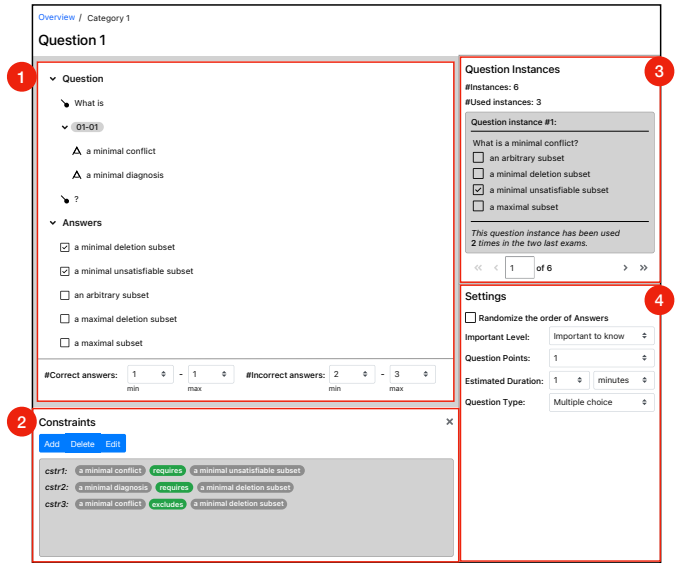 Overview / Category 1
Question 1
1
Question
What is
01-01
a minimal conflict
a minimal diagnosis
?
Answers
a minimal deletion subset
a minimal unsatisfiable subset
an arbitrary subset
a maximal deletion subset
a maximal subset
#Correct answers: 1 - 1 #Incorrect answers: 2 - 3
min max min max
2
Constraints
×
Add Delete Edit
cstr1: a minimal conflict requires a minimal unsatisfiable subset
cstr2: a minimal diagnosis requires a minimal deletion subset
cstr3: a minimal conflict excludes a minimal deletion subset
3
Question Instances
#Instances: 6
#Used instances: 3
Question instance #1:
What is a minimal conflict?
an arbitrary subset
a minimal deletion subset
a minimal unsatisfiable subset
a maximal subset
This question instance has been used
2 times in the two last exams.
« < 1 of 6 > »
4
Settings
Randomize the order of Answers
Important Level: Important to know
Question Points: 1
Estimated Duration: 1 minutes
Question Type: Multiple choice